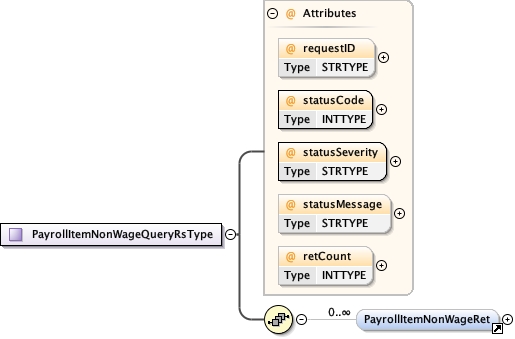 @ Attributes
@ requestID
Type STRTYPE
@ statusCode
Type INTTYPE
@ statusSeverity
Type STRTYPE
@ statusMessage
Type STRTYPE
PayrollItemNonWageQueryRsType
@ retCount
Type INTTYPE
0..∞
PayrollItemNonWageRet